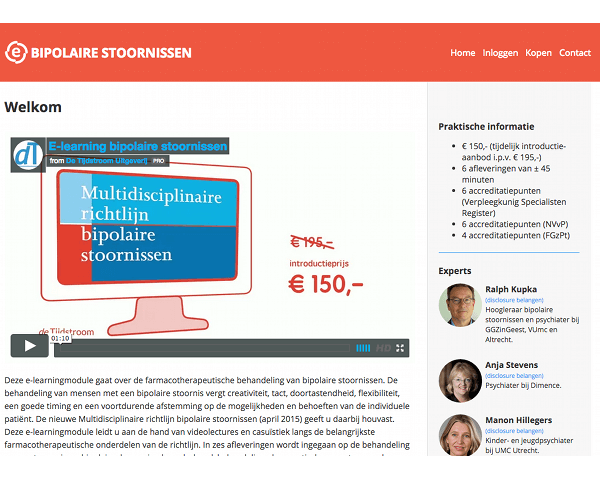 e BIPOLAIRE STOORNISSEN
Home Inloggen Kopen Contact
Welkom
dT E-learning bipolaire stoornissen
from De Tijdstroom Uitgeverij PRO
Multidisciplinaire
richtlijn
bipolaire
stoornissen
€ 195,-
introductieprijs
€ 150,-
de Tijdstroom
01:10
HD
Deze e-learningmodule gaat over de farmacotherapeutische behandeling van bipolaire stoornissen. De
behandeling van mensen met een bipolaire stoornis vergt creativiteit, tact, doortastendheid, flexibiliteit,
een goede timing en een voortdurende afstemming op de mogelijkheden en behoeften van de individuele
patiënt. De nieuwe Multidisciplinaire richtlijn bipolaire stoornissen (april 2015) geeft u daarbij houvast.
Deze e-learningmodule leidt u aan de hand van videolectures en casuïstiek langs de belangrijkste
farmacotherapeutische onderdelen van de richtlijn. In zes afleveringen wordt ingegaan op de behandeling
Praktische informatie
€ 150,- (tijdelijk introductie-
aanbod i.p.v. € 195,-)
6 afleveringen van ± 45
minuten
6 accreditatiepunten
(Verpleegkunig Specialisten
Register)
6 accreditatiepunten (NVvP)
4 accreditatiepunten (FGzPt)
Experts
Ralph Kupka
(disclosure belangen)
Hoogleraar bipolaire
stoornissen en psychiater bij
GGZinGeest, VUmc en
Altrecht.
Anja Stevens
(disclosure belangen)
Psychiater bij Dimence.
Manon Hillegers
(disclosure belangen)
Kinder- en jeugdpsychiater
bij UMC Utrecht.